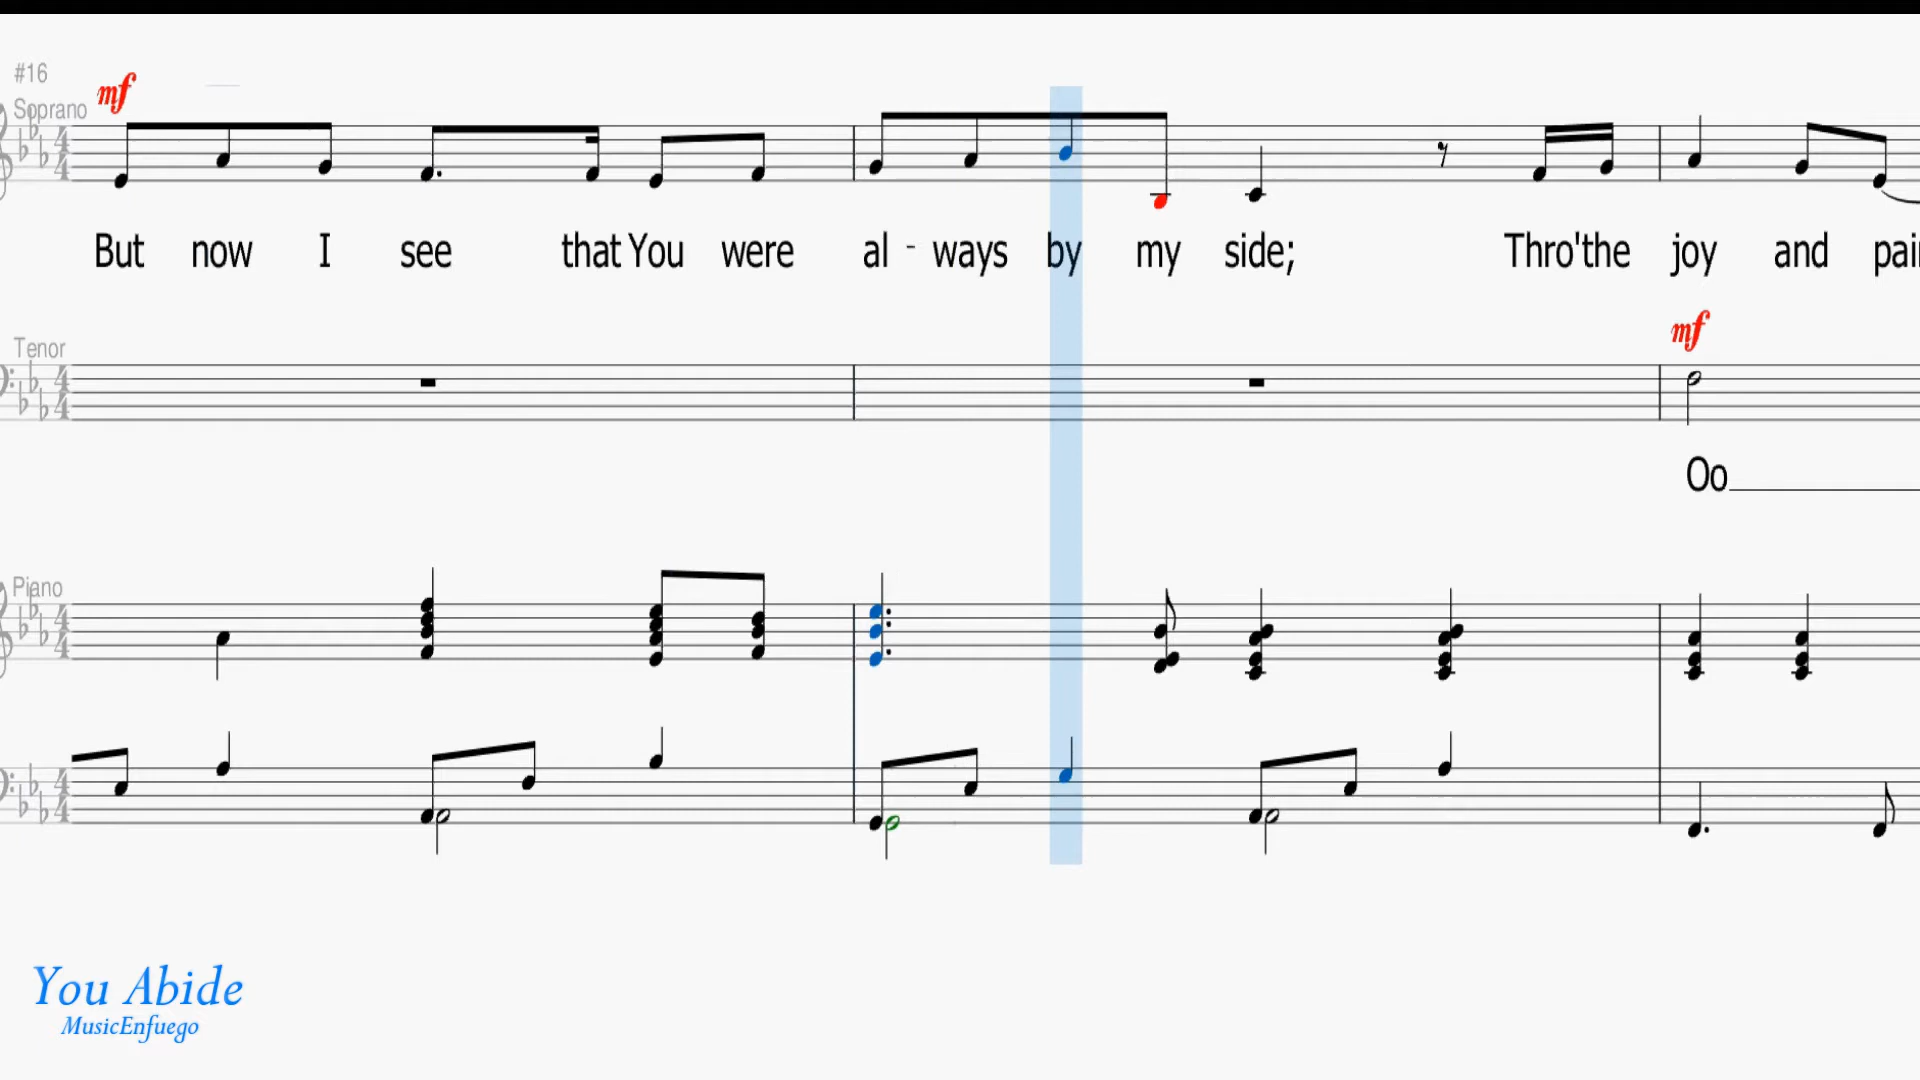 #16
mf
Soprano
But now I see that You were al - ways by my side; Thro'the joy and pain
Tenor
mf
Oo
Piano
You Abide
MusicEnfuego